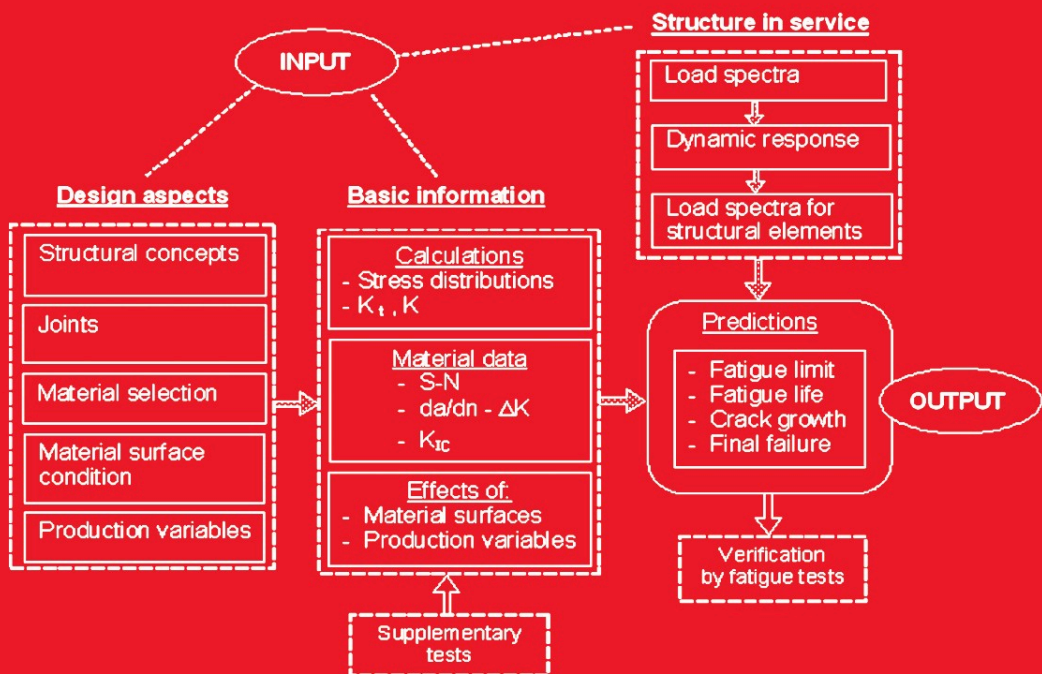 Structure in service
INPUT
Load spectra
Dynamic response
Load spectra for
structural elements
Design aspects
Structural concepts
Joints
Material selection
Material surface
condition
Production variables
Basic information
Calculations
- Stress distributions
- Kt , K
Material data
- S-N
- da/dn - ΔK
- KIC
Effects of:
- Material surfaces
- Production variables
Supplementary
tests
Predictions
- Fatigue limit
- Fatigue life
- Crack growth
- Final failure
OUTPUT
Verification
by fatigue tests